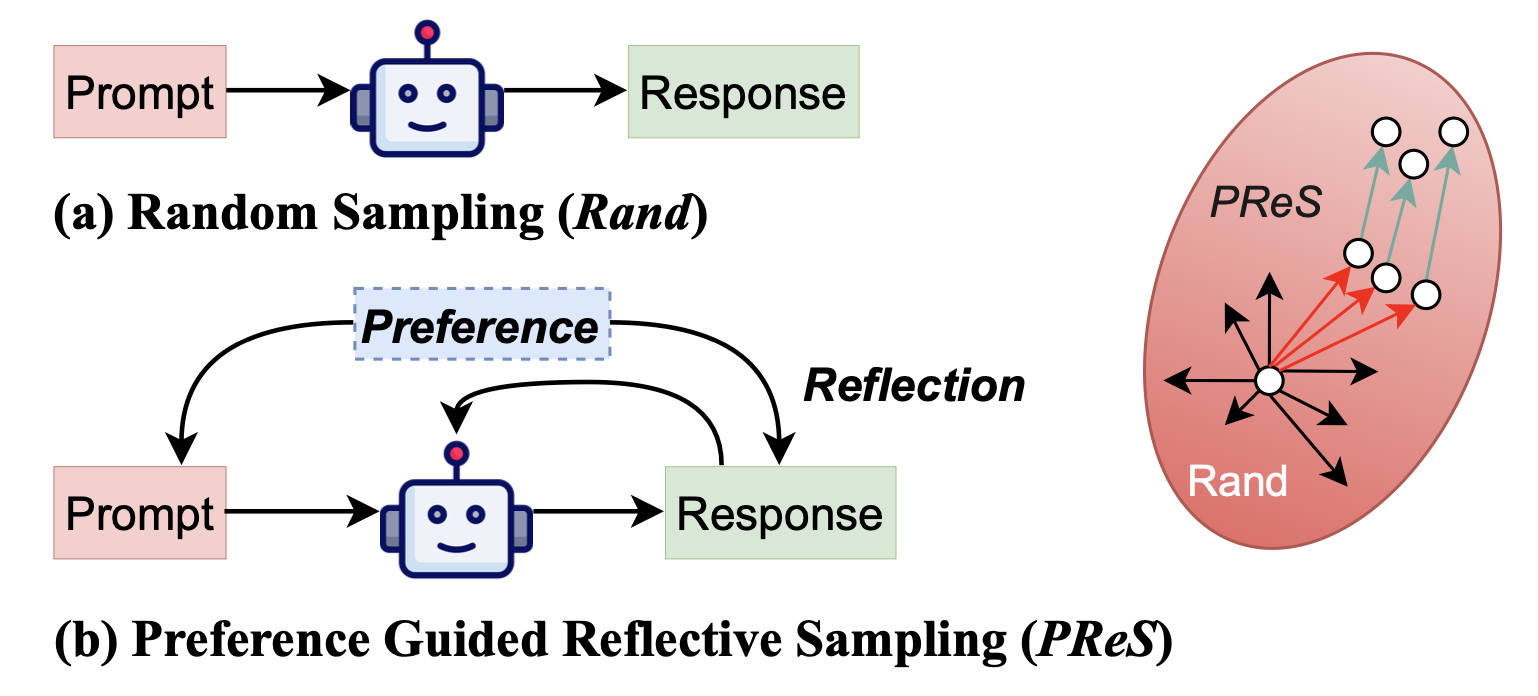 Prompt
Response
(a) Random Sampling (Rand)
Preference
Reflection
Prompt
Response
(b) Preference Guided Reflective Sampling (PReS)
PReS
Rand